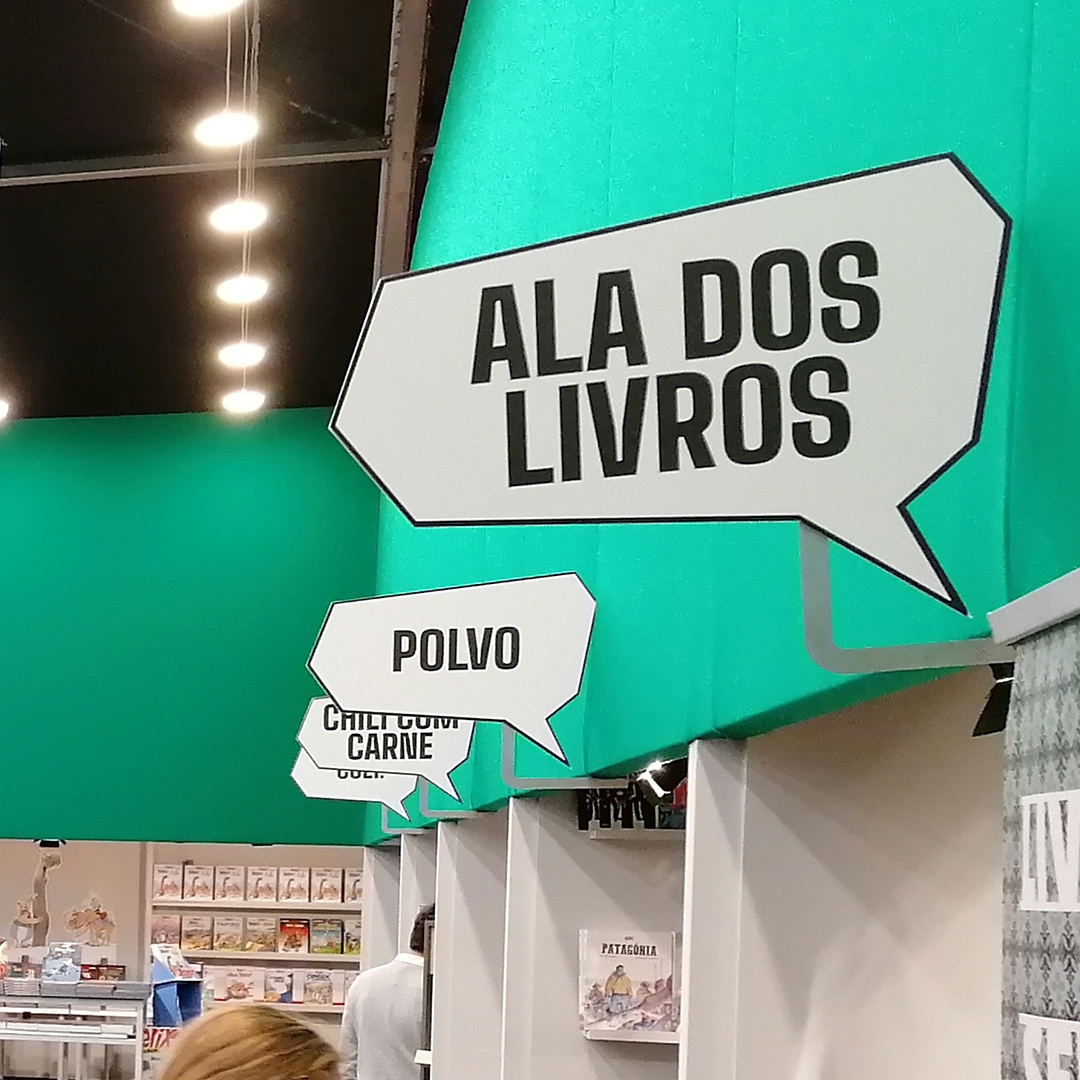 ALA DOS
LIVROS
POLVO
CHILI COM
CARNE
PATAGÓNIA